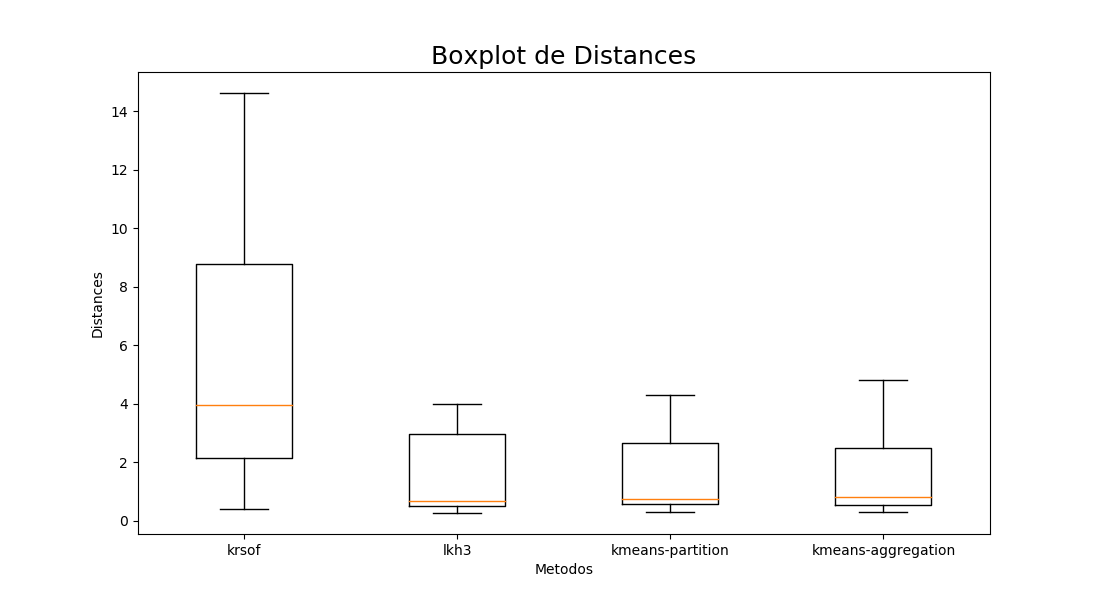 Boxplot de Distances
Distances
14
12
10
8
6
4
2
0
krsof lkh3 kmeans-partition kmeans-aggregation
Metodos